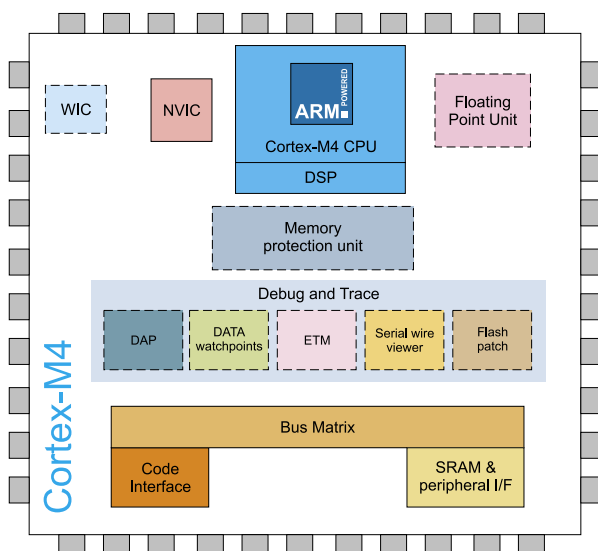 WIC
NVIC
ARM
POWERED
Cortex-M4 CPU
DSP
Floating
Point Unit
Memory
protection unit
Debug and Trace
DAP
DATA
watchpoints
ETM
Serial wire
viewer
Flash
patch
Cortex-M4
Bus Matrix
Code
Interface
SRAM &
peripheral I/F